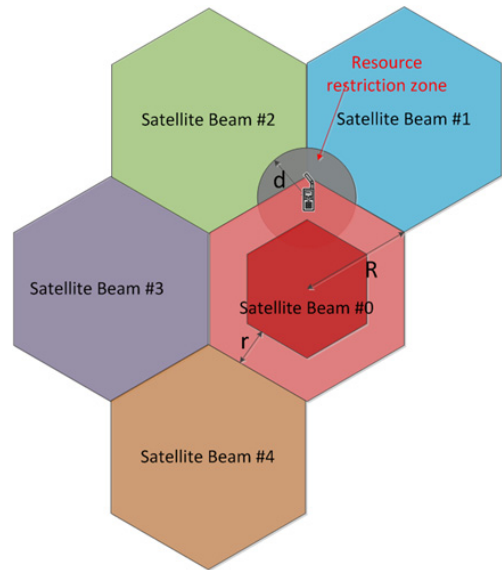 Resource
restriction zone
Satellite Beam #2
Satellite Beam #1
d
R
Satellite Beam #3
Satellite Beam #0
r
Satellite Beam #4